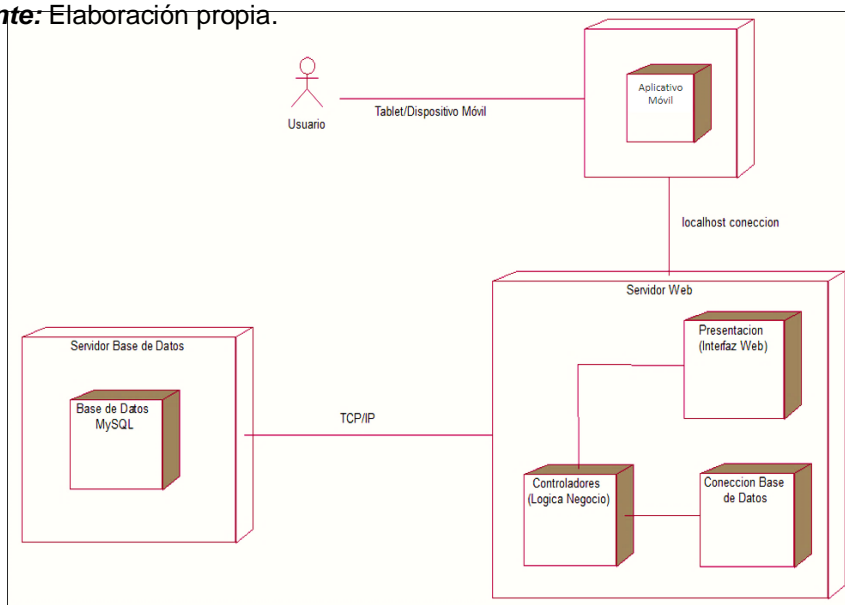 nte: Elaboración propia.
Aplicativo
Móvil
Usuario
Tablet/Dispositivo Móvil
localhost coneccion
Servidor Web
Presentacion
(Interfaz Web)
Servidor Base de Datos
Base de Datos
MySQL
TCP/IP
Controladores
(Logica Negocio)
Coneccion Base
de Datos